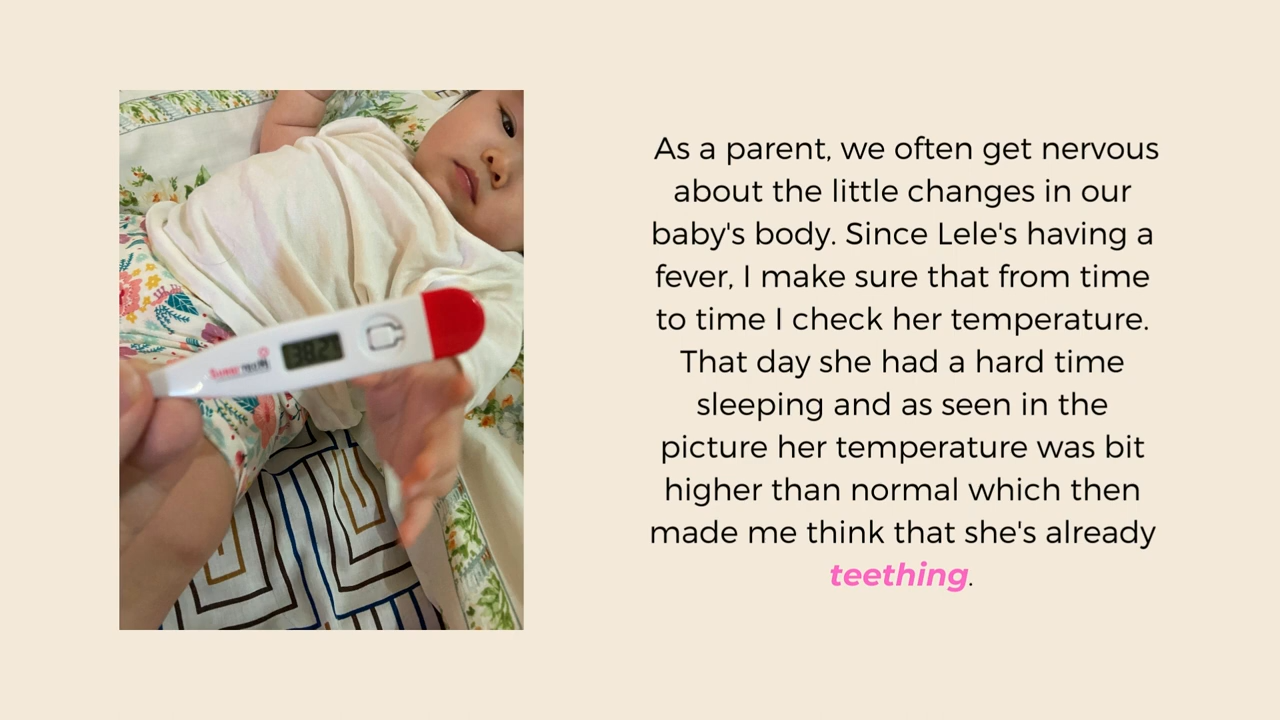 38.21
As a parent, we often get nervous
about the little changes in our
baby's body. Since Lele's having a
fever, I make sure that from time
to time I check her temperature.
That day she had a hard time
sleeping and as seen in the
picture her temperature was bit
higher than normal which then
made me think that she's already
teething.